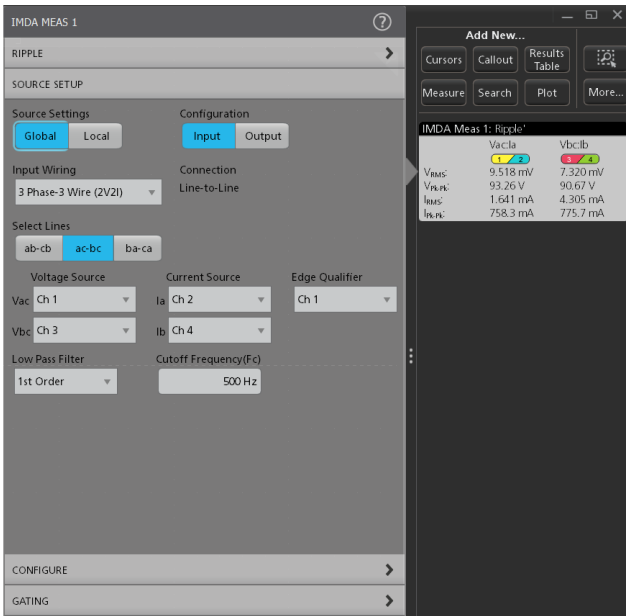 IMDA MEAS 1
RIPPLE
SOURCE SETUP
Source Settings Configuration
Global Local Input Output
Input Wiring Connection
3 Phase-3 Wire (2V2I) Line-to-Line
Select Lines
ab-cb ac-bc ba-ca
Voltage Source Current Source Edge Qualifier
Vac Ch 1 Ia Ch 2 Ch 1
Vbc Ch 3 Ib Ch 4
Low Pass Filter Cutoff Frequency(Fc)
1st Order 500 Hz
CONFIGURE
GATING
Add New...
Cursors Callout Results Table
Measure Search Plot More...
IMDA Meas 1: Ripple'
Vac:Ia Vbc:Ib
1 2 3 4
VRMS: 9.518 mV 7.320 mV
VPk-Pk: 93.26 V 90.67 V
IRMS: 1.641 mA 4.305 mA
IPk-Pk: 758.3 mA 775.7 mA